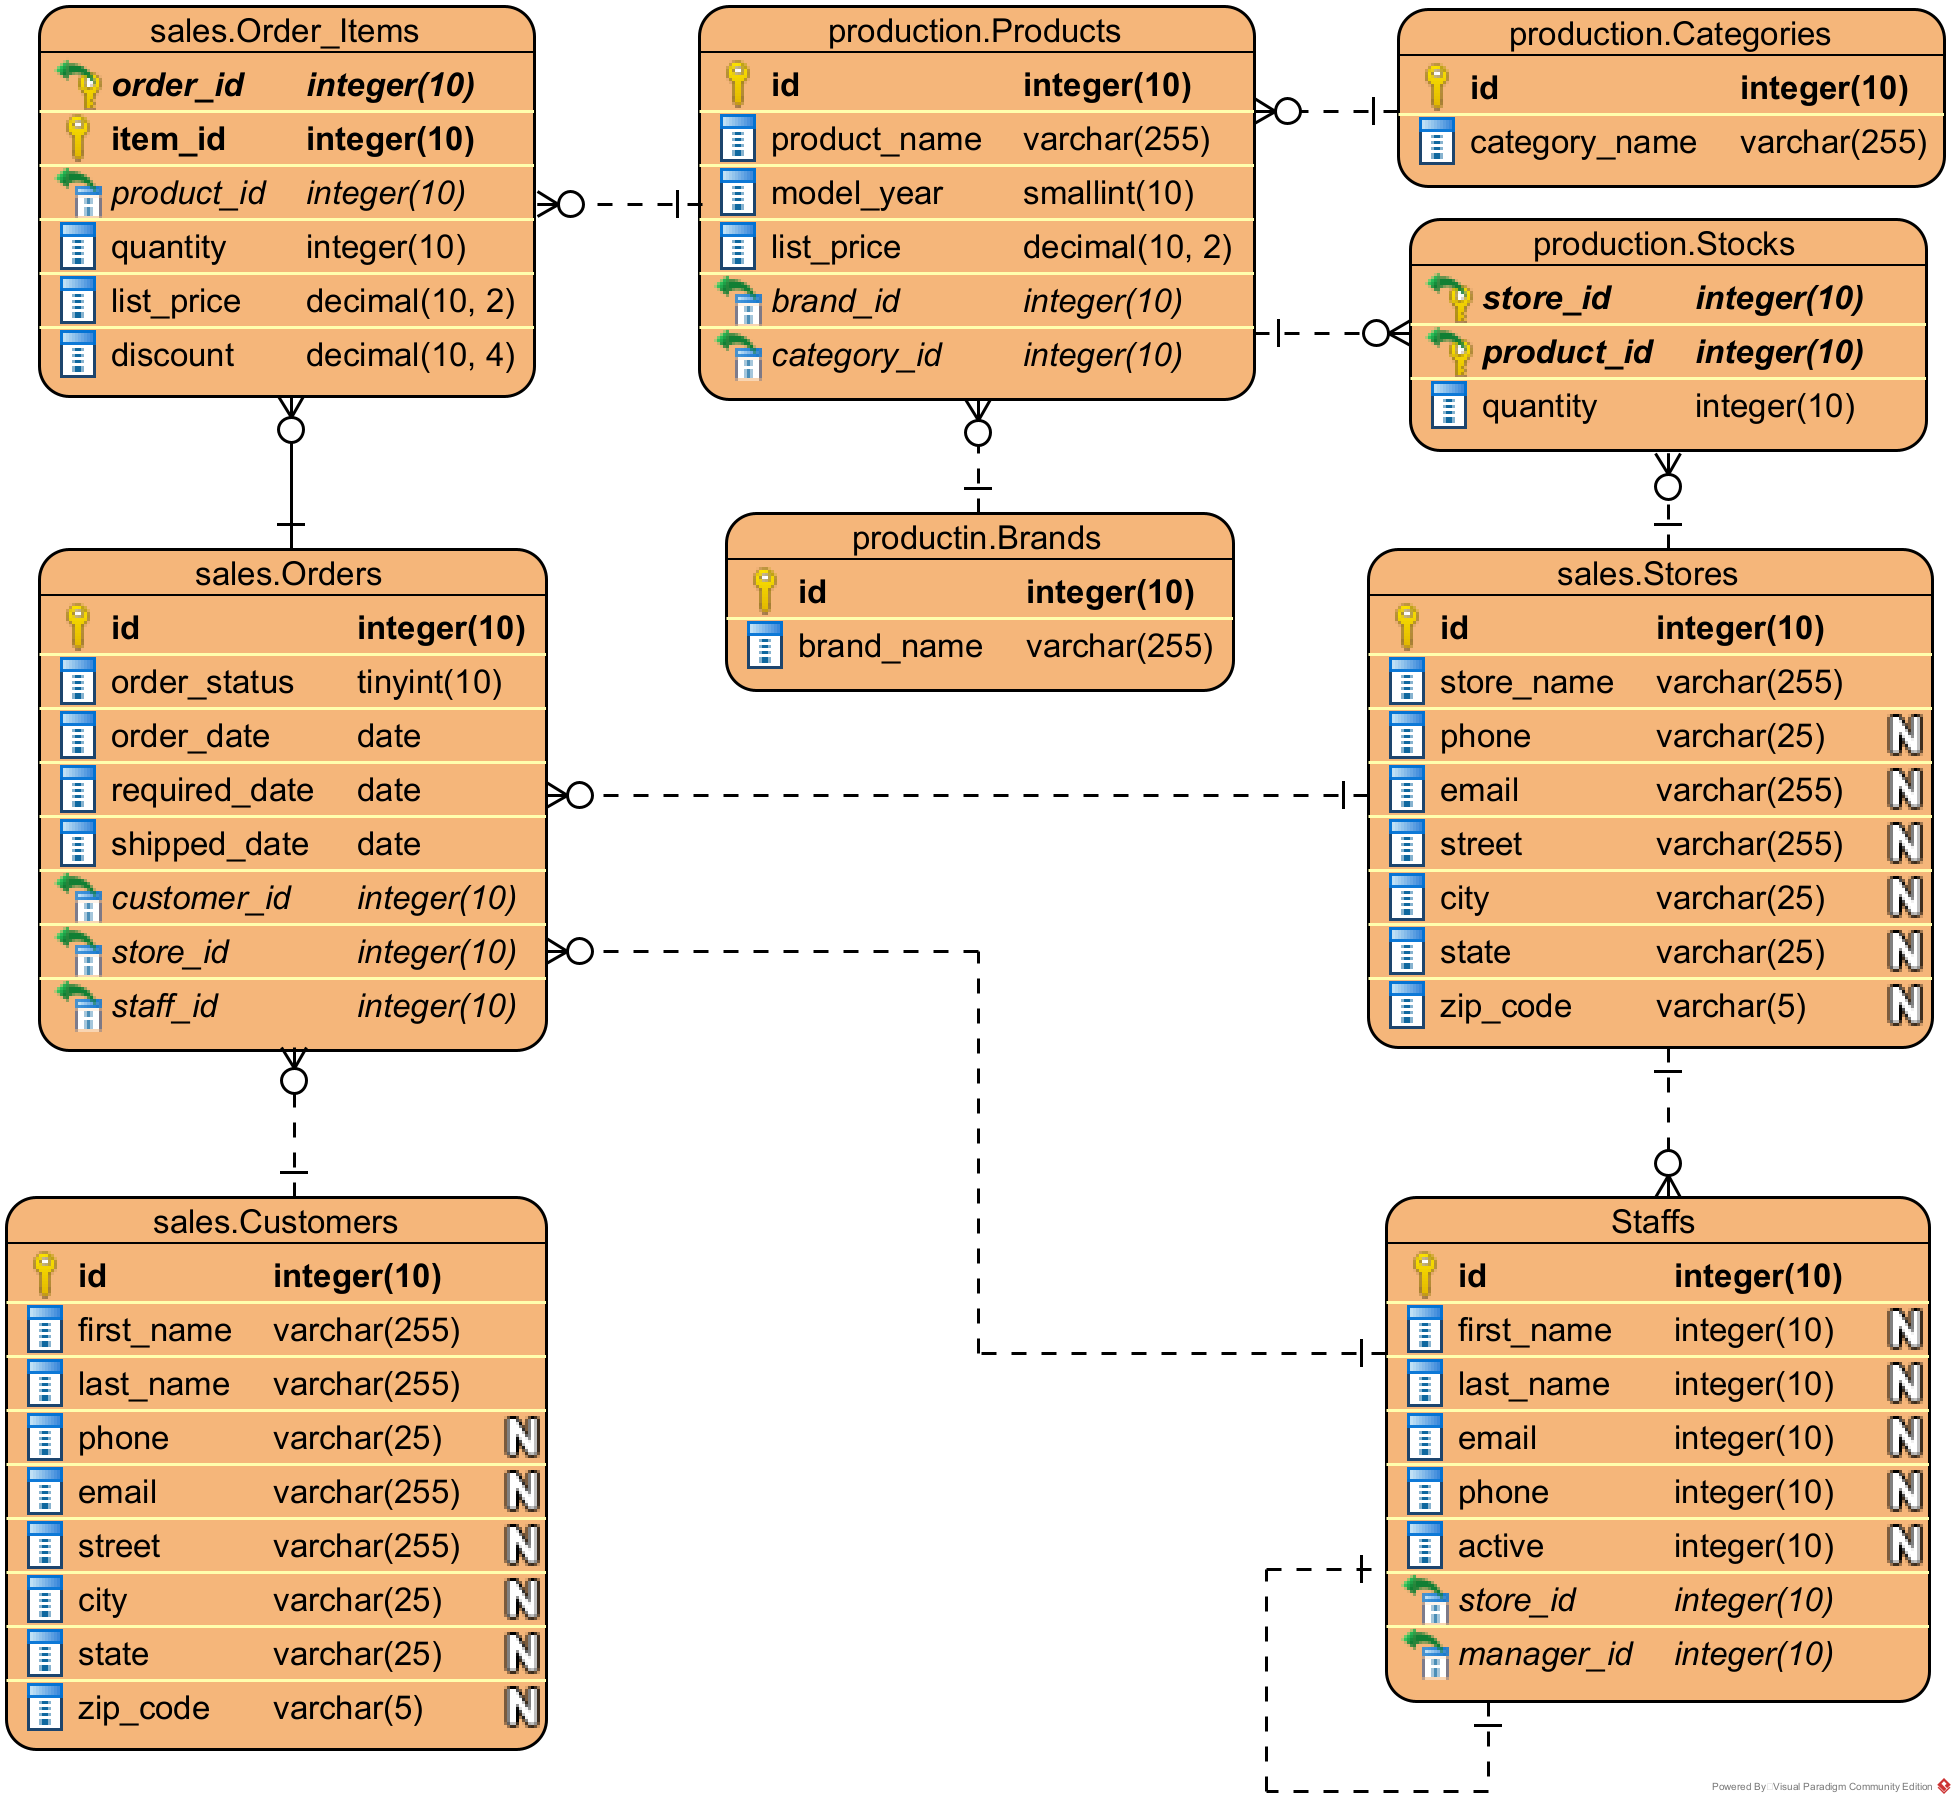 sales.Order_Items
order_id integer(10)
item_id integer(10)
product_id integer(10)
quantity integer(10)
list_price decimal(10, 2)
discount decimal(10, 4)
production.Products
id integer(10)
product_name varchar(255)
model_year smallint(10)
list_price decimal(10, 2)
brand_id integer(10)
category_id integer(10)
production.Categories
id integer(10)
category_name varchar(255)
production.Stocks
store_id integer(10)
product_id integer(10)
quantity integer(10)
productin.Brands
id integer(10)
brand_name varchar(255)
sales.Orders
id integer(10)
order_status tinyint(10)
order_date date
required_date date
shipped_date date
customer_id integer(10)
store_id integer(10)
staff_id integer(10)
sales.Stores
id integer(10)
store_name varchar(255)
phone varchar(25) N
email varchar(255) N
street varchar(255) N
city varchar(25) N
state varchar(25) N
zip_code varchar(5) N
sales.Customers
id integer(10)
first_name varchar(255)
last_name varchar(255)
phone varchar(25) N
email varchar(255) N
street varchar(255) N
city varchar(25) N
state varchar(25) N
zip_code varchar(5) N
Staffs
id integer(10)
first_name integer(10) N
last_name integer(10) N
email integer(10) N
phone integer(10) N
active integer(10) N
store_id integer(10)
manager_id integer(10)
Powered By Visual Paradigm Community Edition